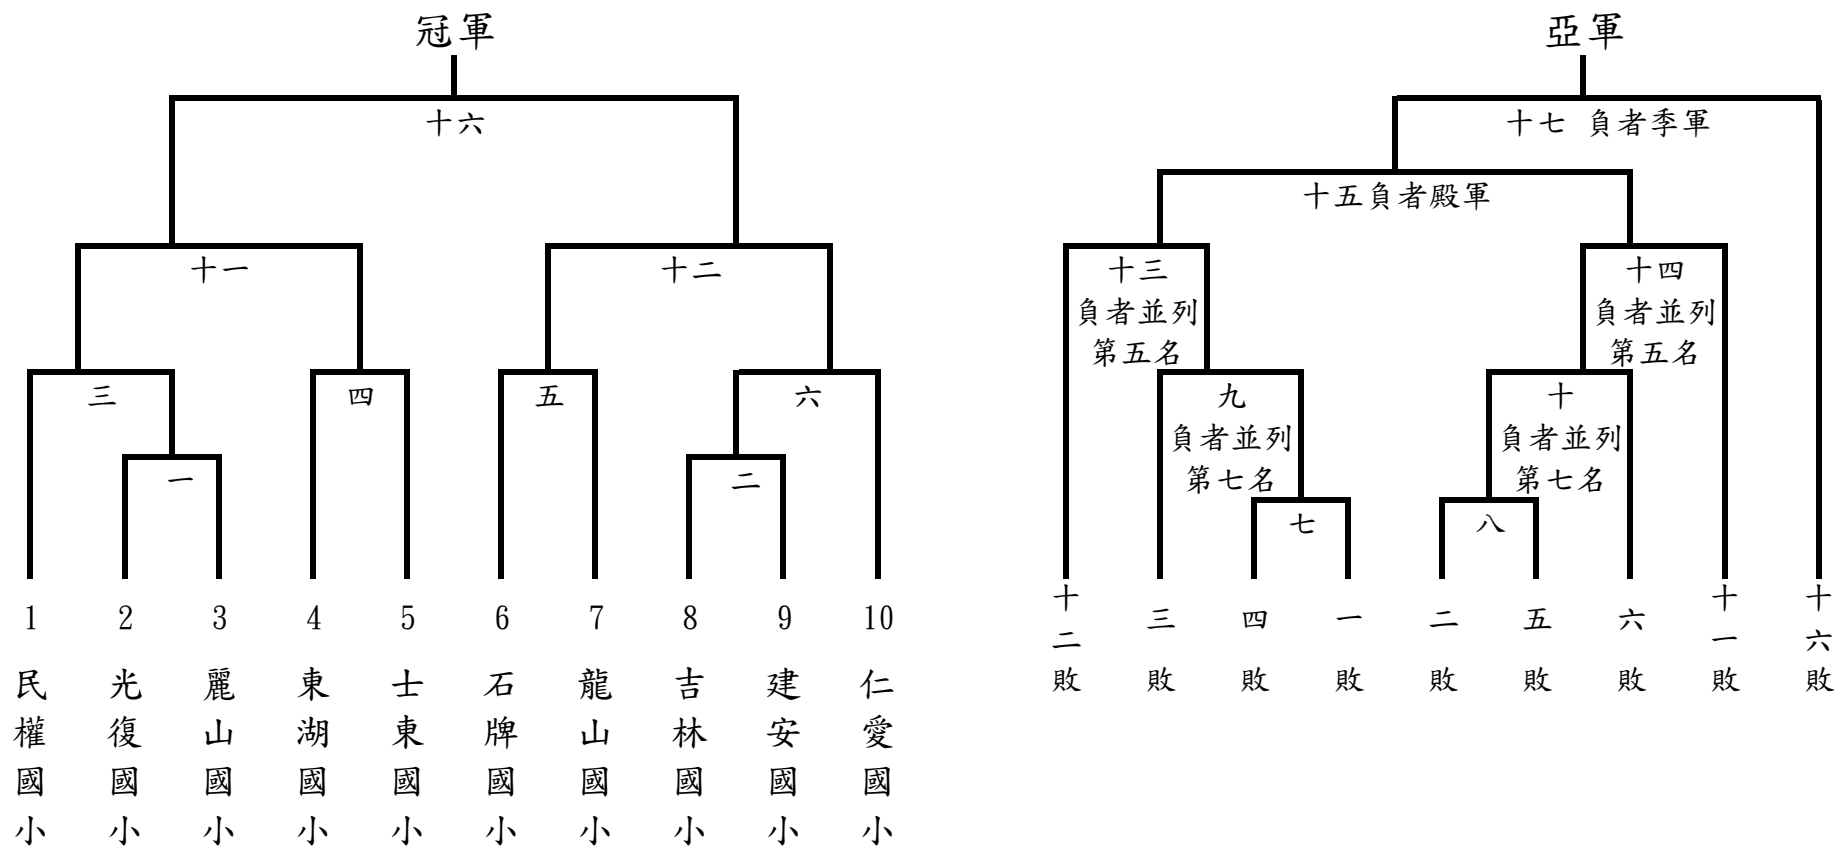 冠軍
十六
十一
十二
三
四
五
六
一
二
1 2 3 4 5 6 7 8 9 10
民權國小
光復國小
麗山國小
東湖國小
士東國小
石牌國小
龍山國小
吉林國小
建安國小
仁愛國小
亞軍
十七 負者季軍
十五負者殿軍
十三
負者並列
第五名
十四
負者並列
第五名
九
負者並列
第七名
十
負者並列
第七名
七
八
十二敗
三敗
四敗
一敗
二敗
五敗
六敗
十一敗
十六敗